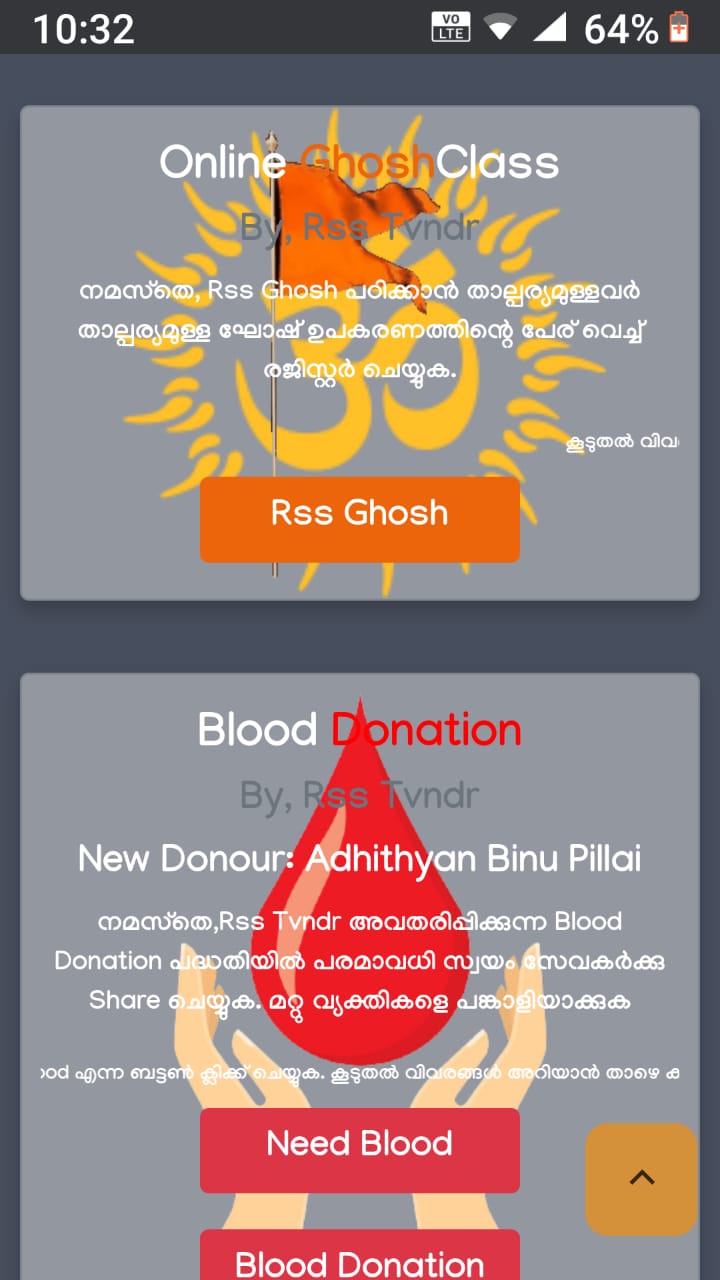 10:32
VO LTE
64%
Online GhoshClass
By, Rss Tvndr
നമസ്തെ, Rss Ghosh പഠിക്കാൻ താല്പര്യമുള്ളവർ
താല്പര്യമുള്ള ഘോഷ് ഉപകരണത്തിന്റെ പേര് വെച്ച്
രജിസ്റ്റർ ചെയ്യുക.
കൂടുതൽ വിവ
Rss Ghosh
Blood Donation
By, Rss Tvndr
New Donour: Adhithyan Binu Pillai
നമസ്തെ,Rss Tvndr അവതരിപ്പിക്കുന്ന Blood
Donation പദ്ധതിയിൽ പരമാവധി സ്വയം സേവകർക്കു
Share ചെയ്യുക. മറ്റു വ്യക്തികളെ പങ്കാളിയാക്കുക
ood എന്ന ബട്ടൺ ക്ലിക്ക് ചെയ്യുക. കൂടുതൽ വിവരങ്ങൾ അറിയാൻ താഴെ ക
Need Blood
Blood Donation